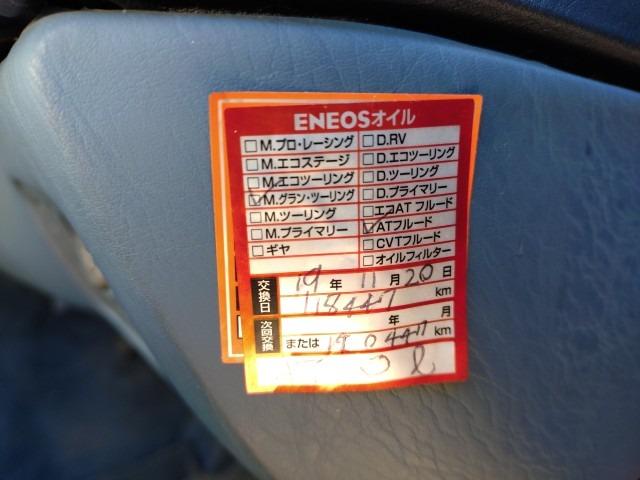 ENEOSオイル
□M.プロ・レーシング □D.RV
□M.エコステージ □D.エコツーリング
□M.エコツーリング □D.ツーリング
☑M.グラン・ツーリング □D.プライマリー
□M.ツーリング □エコATフルード
□M.プライマリー ☑ATフルード
□ギヤ □CVTフルード
□オイルフィルター
交換日 19年 11月 20日
118447 km
次回交換 年 月
または km